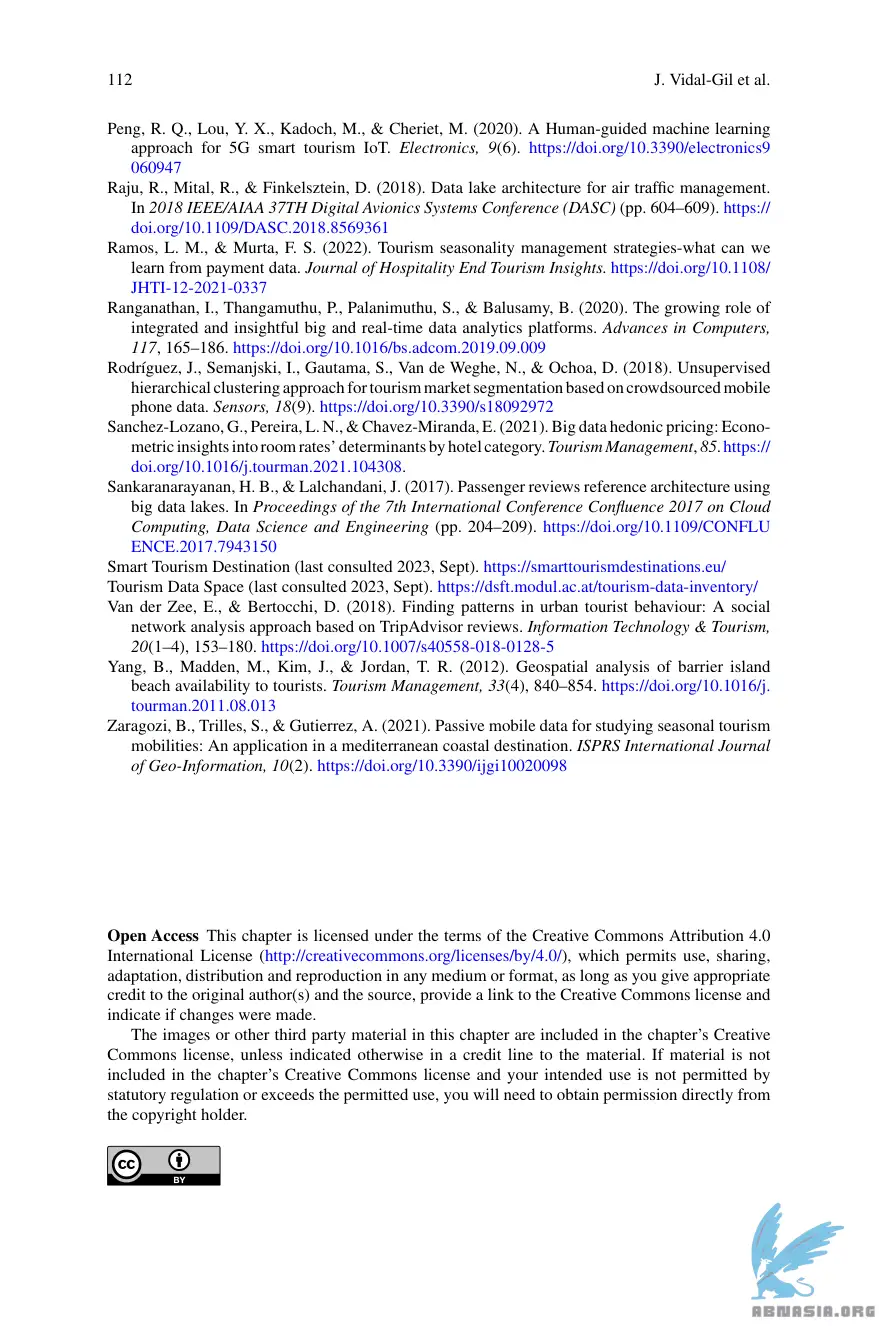 112 J. Vidal-Gil et al.
Peng, R. Q., Lou, Y. X., Kadoch, M., & Cheriet, M. (2020). A Human-guided machine learning
approach for 5G smart tourism IoT. Electronics, 9(6). https://doi.org/10.3390/electronics9
060947
Raju, R., Mital, R., & Finkelsztein, D. (2018). Data lake architecture for air traffic management.
In 2018 IEEE/AIAA 37TH Digital Avionics Systems Conference (DASC) (pp. 604–609). https://
doi.org/10.1109/DASC.2018.8569361
Ramos, L. M., & Murta, F. S. (2022). Tourism seasonality management strategies-what can we
learn from payment data. Journal of Hospitality End Tourism Insights. https://doi.org/10.1108/
JHTI-12-2021-0337
Ranganathan, I., Thangamuthu, P., Palanimuthu, S., & Balusamy, B. (2020). The growing role of
integrated and insightful big and real-time data analytics platforms. Advances in Computers,
117, 165–186. https://doi.org/10.1016/bs.adcom.2019.09.009
Rodríguez, J., Semanjski, I., Gautama, S., Van de Weghe, N., & Ochoa, D. (2018). Unsupervised
hierarchical clustering approach for tourism market segmentation based on crowdsourced mobile
phone data. Sensors, 18(9). https://doi.org/10.3390/s18092972
Sanchez-Lozano, G., Pereira, L. N., & Chavez-Miranda, E. (2021). Big data hedonic pricing: Econo-
metric insights into room rates' determinants by hotel category. Tourism Management, 85. https://
doi.org/10.1016/j.tourman.2021.104308.
Sankaranarayanan, H. B., & Lalchandani, J. (2017). Passenger reviews reference architecture using
big data lakes. In Proceedings of the 7th International Conference Confluence 2017 on Cloud
Computing, Data Science and Engineering (pp. 204–209). https://doi.org/10.1109/CONFLU
ENCE.2017.7943150
Smart Tourism Destination (last consulted 2023, Sept). https://smarttourismdestinations.eu/
Tourism Data Space (last consulted 2023, Sept). https://dsft.modul.ac.at/tourism-data-inventory/
Van der Zee, E., & Bertocchi, D. (2018). Finding patterns in urban tourist behaviour: A social
network analysis approach based on TripAdvisor reviews. Information Technology & Tourism,
20(1–4), 153–180. https://doi.org/10.1007/s40558-018-0128-5
Yang, B., Madden, M., Kim, J., & Jordan, T. R. (2012). Geospatial analysis of barrier island
beach availability to tourists. Tourism Management, 33(4), 840–854. https://doi.org/10.1016/j.
tourman.2011.08.013
Zaragozi, B., Trilles, S., & Gutierrez, A. (2021). Passive mobile data for studying seasonal tourism
mobilities: An application in a mediterranean coastal destination. ISPRS International Journal
of Geo-Information, 10(2). https://doi.org/10.3390/ijgi10020098
Open Access This chapter is licensed under the terms of the Creative Commons Attribution 4.0
International License (http://creativecommons.org/licenses/by/4.0/), which permits use, sharing,
adaptation, distribution and reproduction in any medium or format, as long as you give appropriate
credit to the original author(s) and the source, provide a link to the Creative Commons license and
indicate if changes were made.
The images or other third party material in this chapter are included in the chapter's Creative
Commons license, unless indicated otherwise in a credit line to the material. If material is not
included in the chapter's Creative Commons license and your intended use is not permitted by
statutory regulation or exceeds the permitted use, you will need to obtain permission directly from
the copyright holder.
cc
BY
ABNASIA.ORG